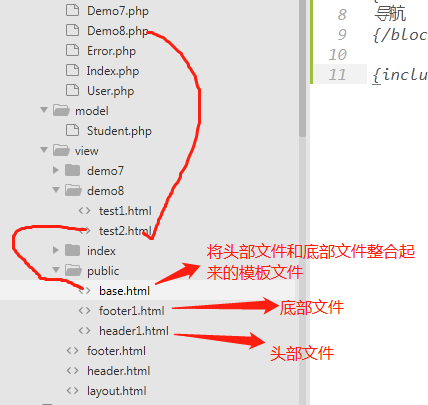 Demo7.php
Demo8.php
Error.php
Index.php
User.php
model
Student.php
view
demo7
demo8
test1.html
test2.html
index
public
base.html
footer1.html
header1.html
footer.html
header.html
layout.html
8 导航
9 {/bloc
10
11 {inclu
将头部文件和底部文件整合起
来的模板文件
底部文件
头部文件